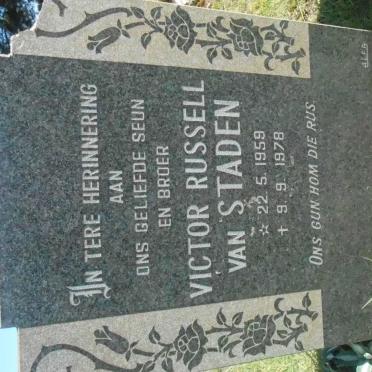 IN TERE HERINNERING
AAN
ONS GELIEFDE SEUN
EN BROER
VICTOR RUSSELL
VAN STADEN
☆ 22.5.1959
✝ 9.9.1978
ONS GUN HOM DIE RUS.